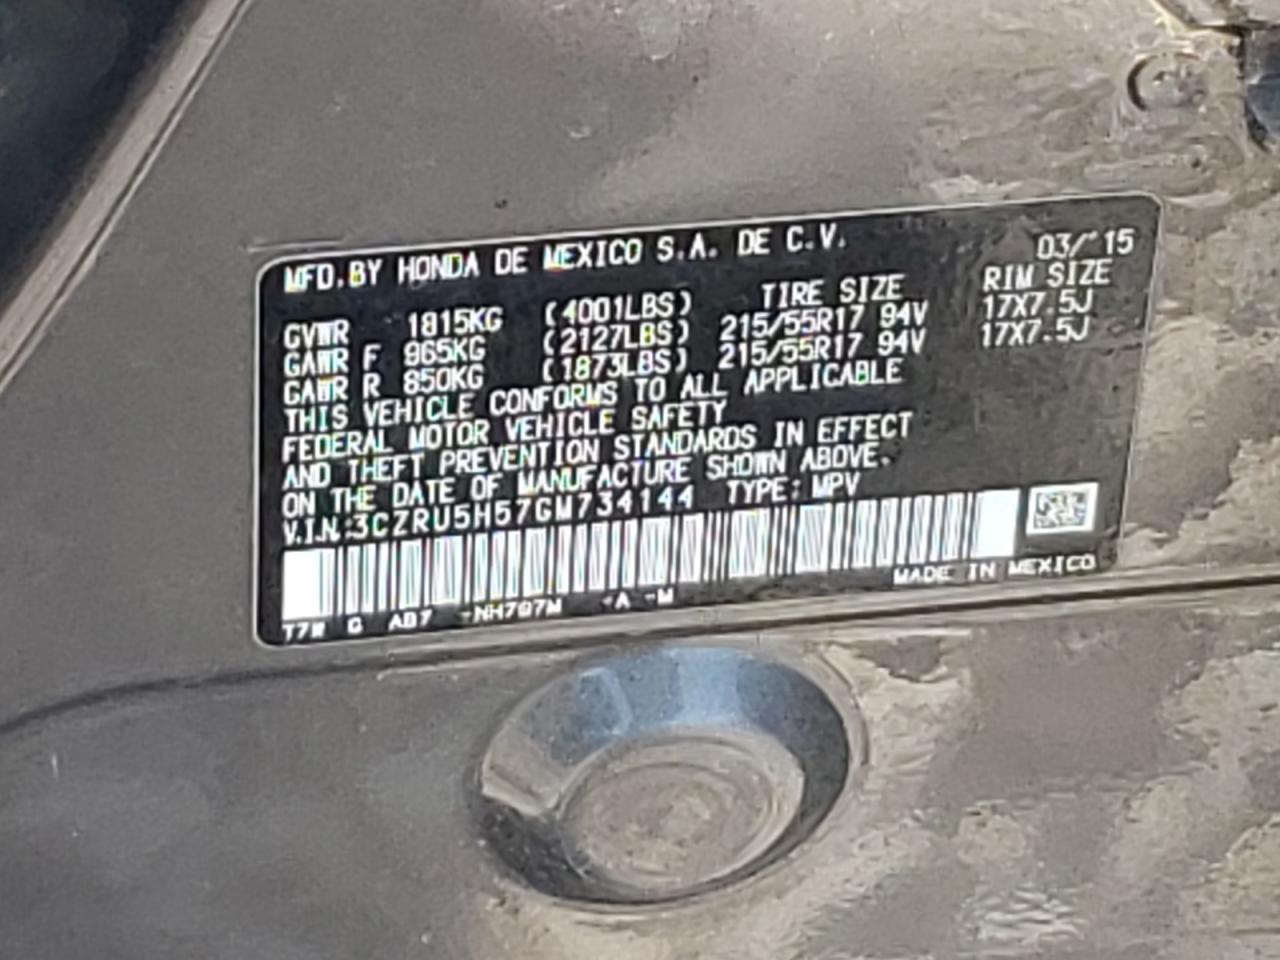 MFD.BY HONDA DE MEXICO S.A. DE C.V. 03/15
TIRE SIZE RIM SIZE
GVWR 1815KG (4001LBS)
GAWR F 965KG (2127LBS) 215/55R17 94V 17X7.5J
GAWR R 850KG (1873LBS) 215/55R17 94V 17X7.5J
THIS VEHICLE CONFORMS TO ALL APPLICABLE
FEDERAL MOTOR VEHICLE SAFETY
AND THEFT PREVENTION STANDARDS IN EFFECT
ON THE DATE OF MANUFACTURE SHOWN ABOVE.
V.I.N.:3CZRU5H57GM734144 TYPE: MPV
MADE IN MEXICO
T7W G AB7 -NH797M -A -M